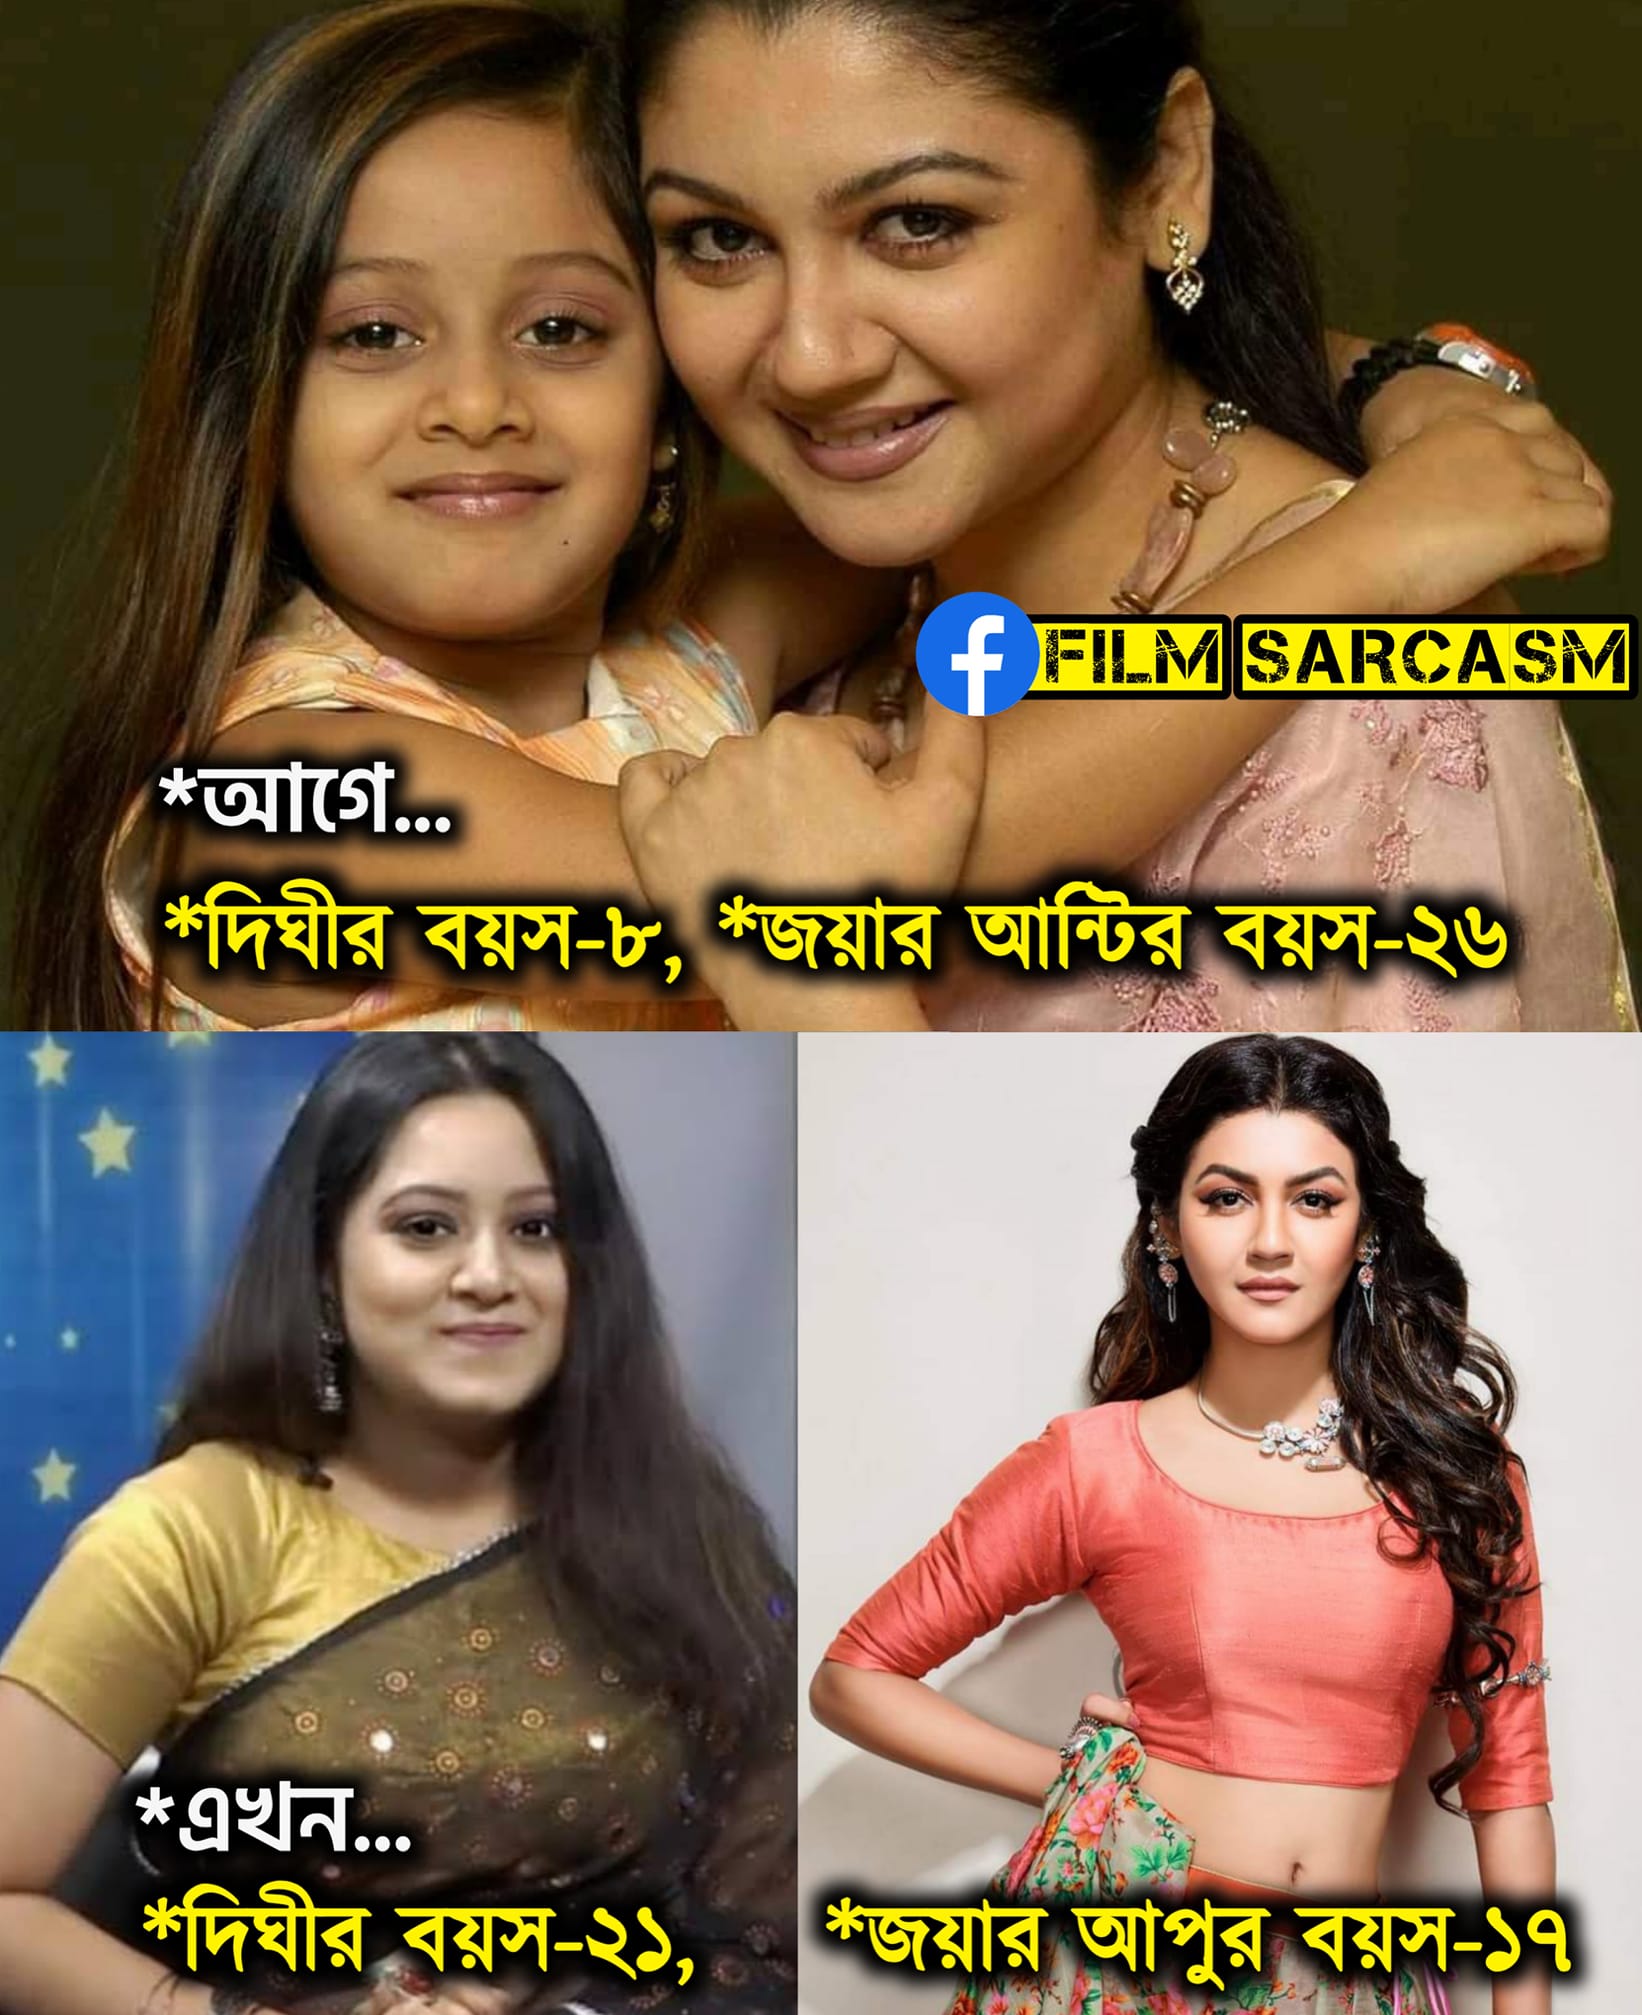 FILM SARCASM
*আগে...
*দিঘীর বয়স-৮, *জয়ার আন্টির বয়স-২৬
*এখন...
*দিঘীর বয়স-২১, *জয়ার আপুর বয়স-১৭